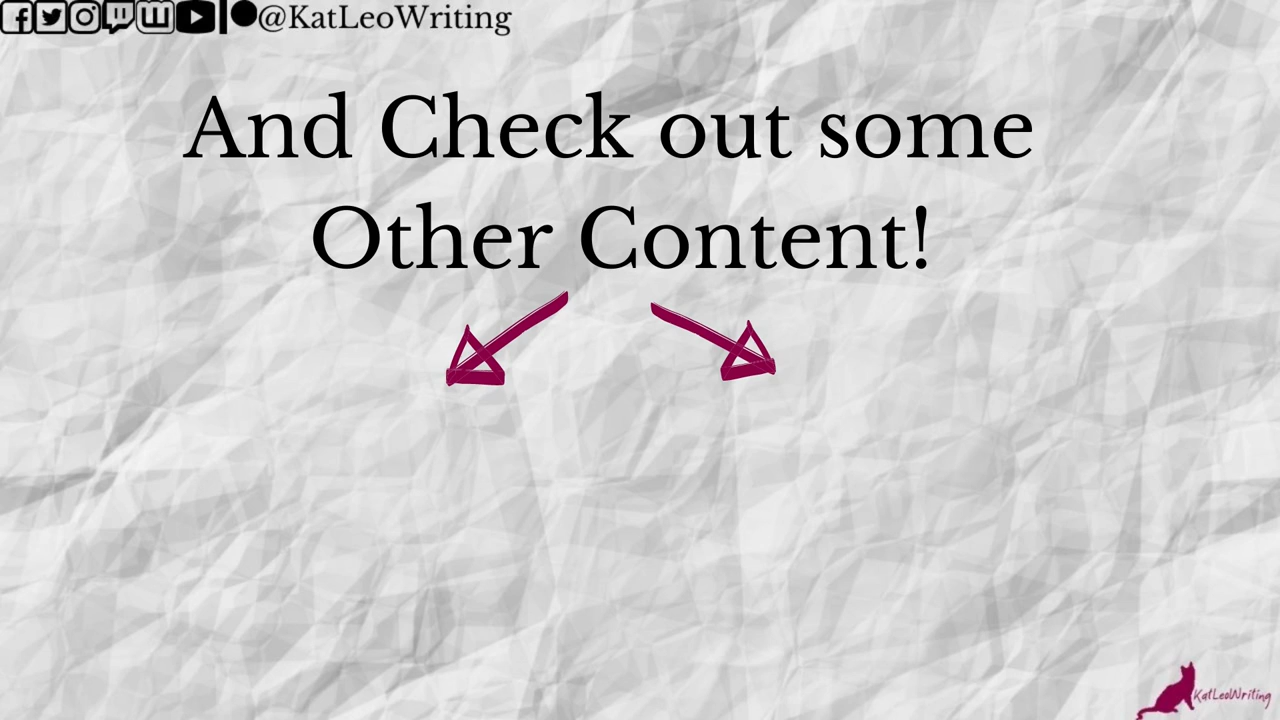 @KatLeoWriting
And Check out some
Other Content!
KatLeoWriting